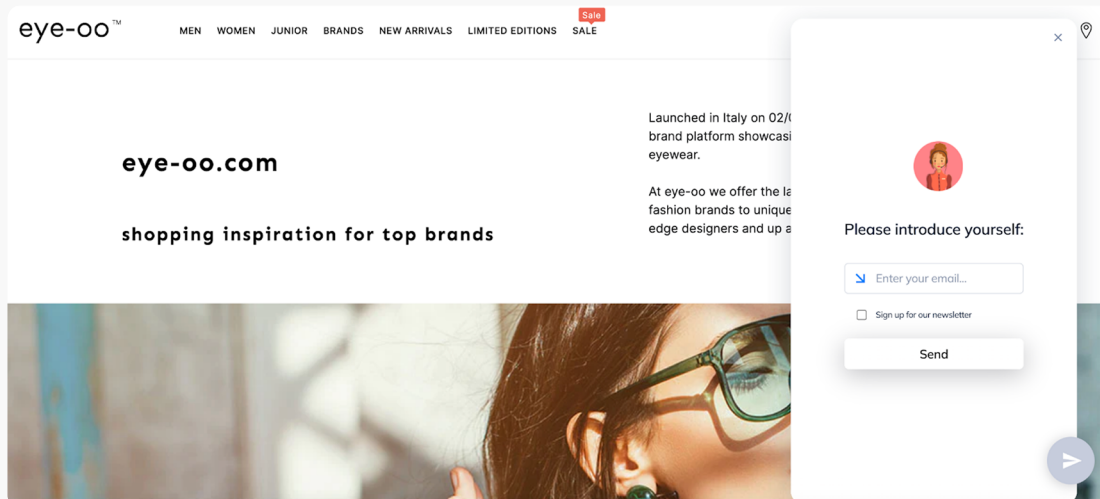 eye-oo™
MEN WOMEN JUNIOR BRANDS NEW ARRIVALS LIMITED EDITIONS SALE
Sale
eye-oo.com
shopping inspiration for top brands
Launched in Italy on 02/
brand platform showcasi
eyewear.
At eye-oo we offer the la
fashion brands to unique
edge designers and up a
Please introduce yourself:
Enter your email...
Sign up for our newsletter
Send